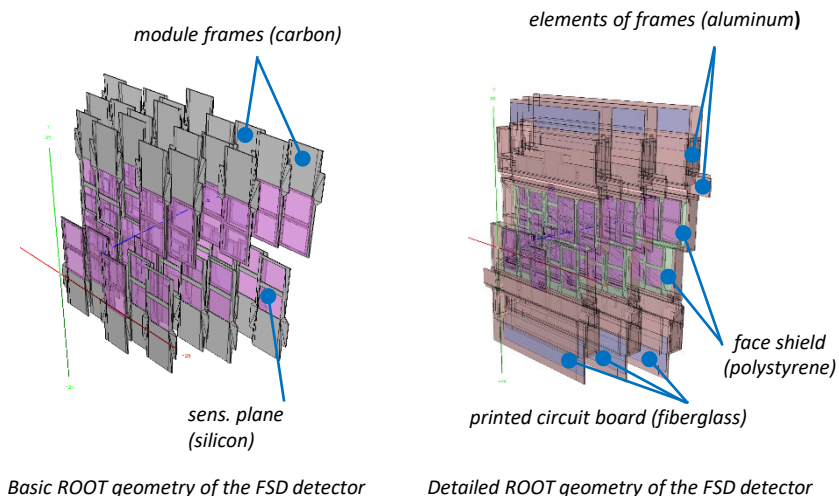 module frames (carbon)
elements of frames (aluminum)
sens. plane
(silicon)
face shield
(polystyrene)
printed circuit board (fiberglass)
Basic ROOT geometry of the FSD detector
Detailed ROOT geometry of the FSD detector